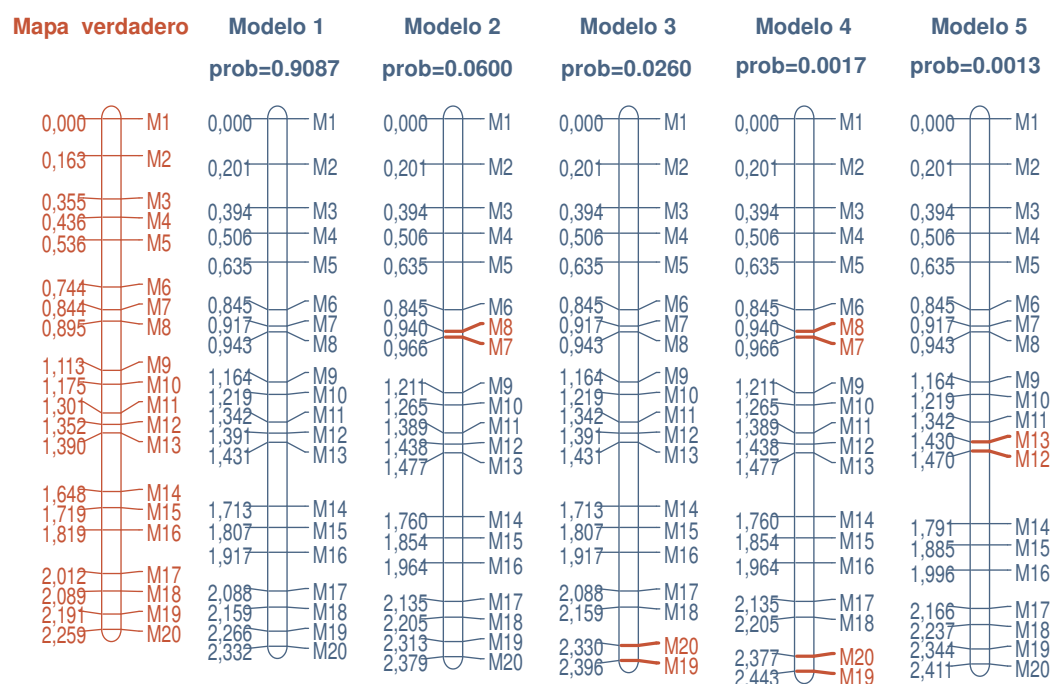 Mapa verdadero
0,000 M1
0,163 M2
0,355 M3
0,436 M4
0,536 M5
0,744 M6
0,844 M7
0,895 M8
1,113 M9
1,175 M10
1,301 M11
1,352 M12
1,390 M13
1,648 M14
1,719 M15
1,819 M16
2,012 M17
2,089 M18
2,191 M19
2,259 M20
Modelo 1
prob=0.9087
0,000 M1
0,201 M2
0,394 M3
0,506 M4
0,635 M5
0,845 M6
0,917 M7
0,943 M8
1,164 M9
1,219 M10
1,342 M11
1,391 M12
1,431 M13
1,713 M14
1,807 M15
1,917 M16
2,088 M17
2,159 M18
2,266 M19
2,332 M20
Modelo 2
prob=0.0600
0,000 M1
0,201 M2
0,394 M3
0,506 M4
0,635 M5
0,845 M6
0,940 M8
0,966 M7
1,211 M9
1,265 M10
1,389 M11
1,438 M12
1,477 M13
1,760 M14
1,854 M15
1,964 M16
2,135 M17
2,205 M18
2,313 M19
2,379 M20
Modelo 3
prob=0.0260
0,000 M1
0,201 M2
0,394 M3
0,506 M4
0,635 M5
0,845 M6
0,917 M7
0,943 M8
1,164 M9
1,219 M10
1,342 M11
1,391 M12
1,431 M13
1,713 M14
1,807 M15
1,917 M16
2,088 M17
2,159 M18
2,330 M20
2,396 M19
Modelo 4
prob=0.0017
0,000 M1
0,201 M2
0,394 M3
0,506 M4
0,635 M5
0,845 M6
0,940 M8
0,966 M7
1,211 M9
1,265 M10
1,389 M11
1,438 M12
1,477 M13
1,760 M14
1,854 M15
1,964 M16
2,135 M17
2,205 M18
2,377 M20
2,443 M19
Modelo 5
prob=0.0013
0,000 M1
0,201 M2
0,394 M3
0,506 M4
0,635 M5
0,845 M6
0,917 M7
0,943 M8
1,164 M9
1,219 M10
1,342 M11
1,430 M13
1,470 M12
1,791 M14
1,885 M15
1,996 M16
2,166 M17
2,237 M18
2,344 M19
2,411 M20